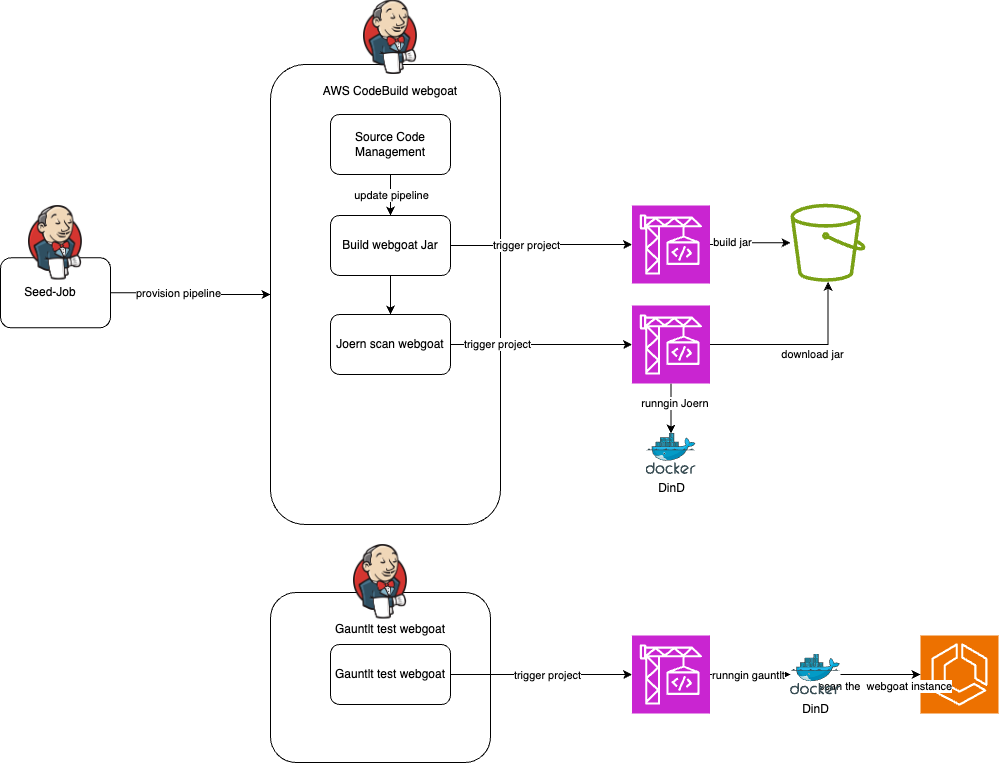 AWS CodeBuild webgoat
Source Code
Management
update pipeline
Build webgoat Jar
trigger project
build jar
Seed-Job
provision pipeline
Joern scan webgoat
trigger project
download jar
runngin Joern
docker
DinD
Gauntlt test webgoat
Gauntlt test webgoat
trigger project
runngin gauntlt
docker
scan the webgoat instance
DinD